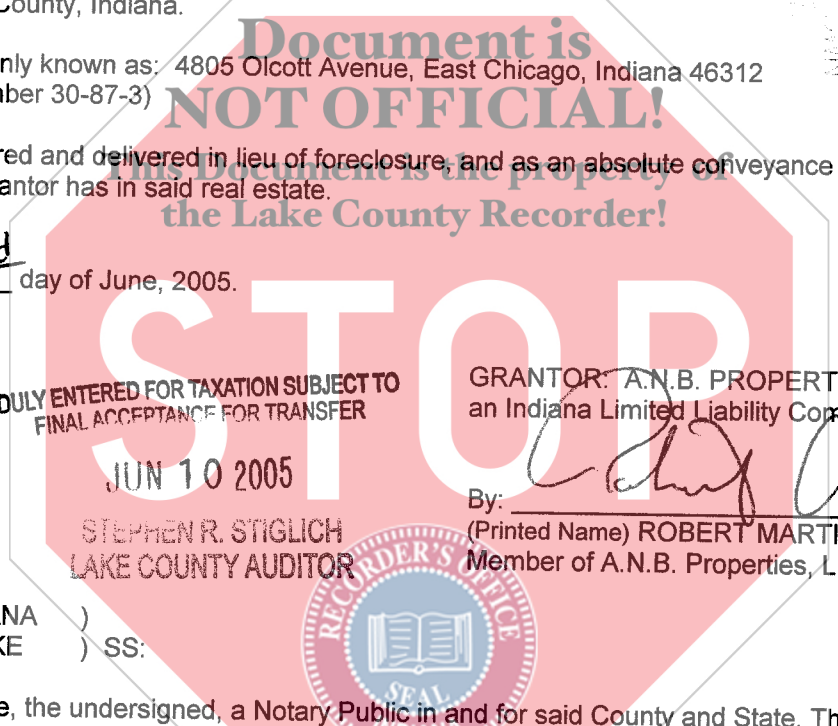 County, Indiana.
Document is
nly known as: 4805 Olcott Avenue, East Chicago, Indiana 46312
ber 30-87-3)
NOT OFFICIAL!
red and delivered in lieu of foreclosure, and as an absolute conveyance
This Document is the property of
antor has in said real estate.
the Lake County Recorder!
day of June, 2005.
STOP
DULY ENTERED FOR TAXATION SUBJECT TO
FINAL ACCEPTANCE FOR TRANSFER
JUN 10 2005
STEPHEN R. STIGLICH
LAKE COUNTY AUDITOR
GRANTOR: A.N.B. PROPERT
an Indiana Limited Liability Com
By:
(Printed Name) ROBERT MARTI
Member of A.N.B. Properties, L
RECORDER'S OFFICE
SEAL
NA )
KE ) SS:
e, the undersigned, a Notary Public in and for said County and State. Th